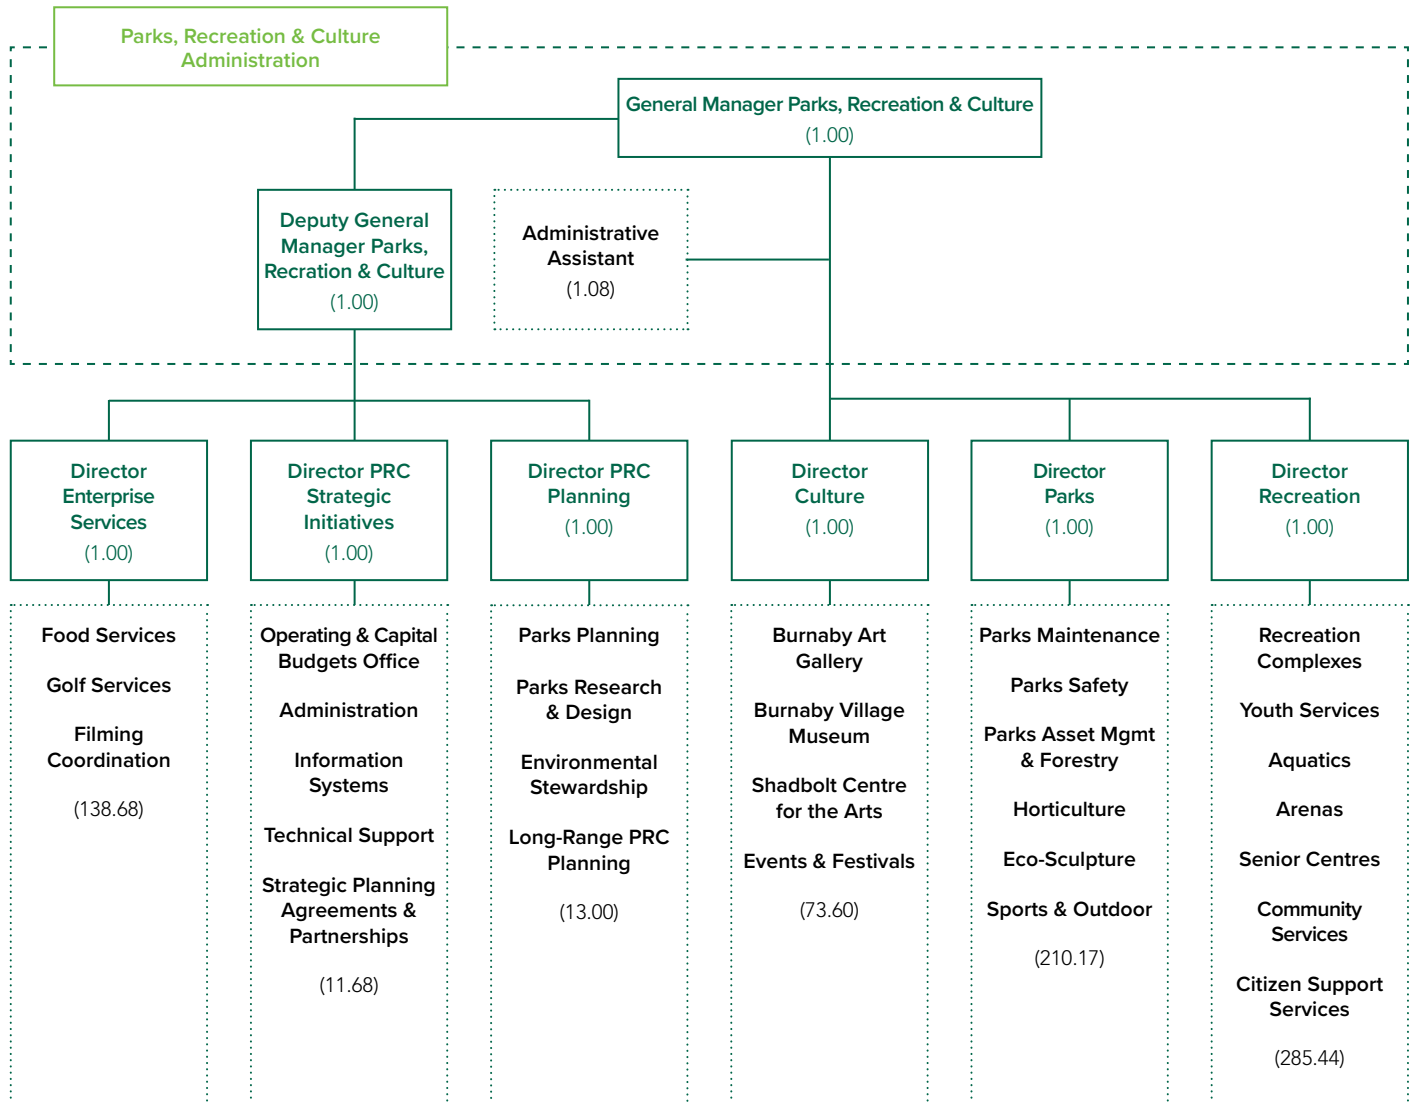 Parks, Recreation & Culture
Administration
General Manager Parks, Recreation & Culture
(1.00)
Deputy General
Manager Parks,
Recration & Culture
(1.00)
Administrative
Assistant
(1.08)
Director
Enterprise
Services
(1.00)
Director PRC
Strategic
Initiatives
(1.00)
Director PRC
Planning
(1.00)
Director
Culture
(1.00)
Director
Parks
(1.00)
Director
Recreation
(1.00)
Food Services
Golf Services
Filming
Coordination
(138.68)
Operating & Capital
Budgets Office
Administration
Information
Systems
Technical Support
Strategic Planning
Agreements &
Partnerships
(11.68)
Parks Planning
Parks Research
& Design
Environmental
Stewardship
Long-Range PRC
Planning
(13.00)
Burnaby Art
Gallery
Burnaby Village
Museum
Shadbolt Centre
for the Arts
Events & Festivals
(73.60)
Parks Maintenance
Parks Safety
Parks Asset Mgmt
& Forestry
Horticulture
Eco-Sculpture
Sports & Outdoor
(210.17)
Recreation
Complexes
Youth Services
Aquatics
Arenas
Senior Centres
Community
Services
Citizen Support
Services
(285.44)